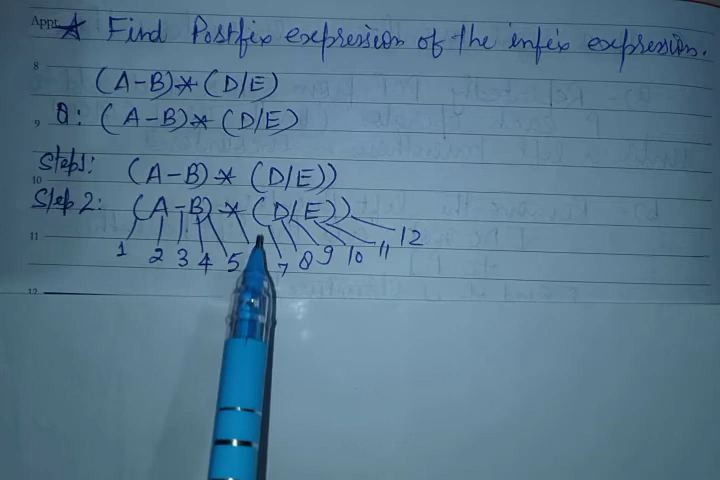 Appt. * Find Postfix expression of the infix expression.
8 (A-B)*(D/E)
9 Q: (A-B)*(D/E)
Step1: (A-B)*(D/E))
10
Step 2: (A-B)*(D/E))
11 1 2 3 4 5 7 8 9 10 11 12
12